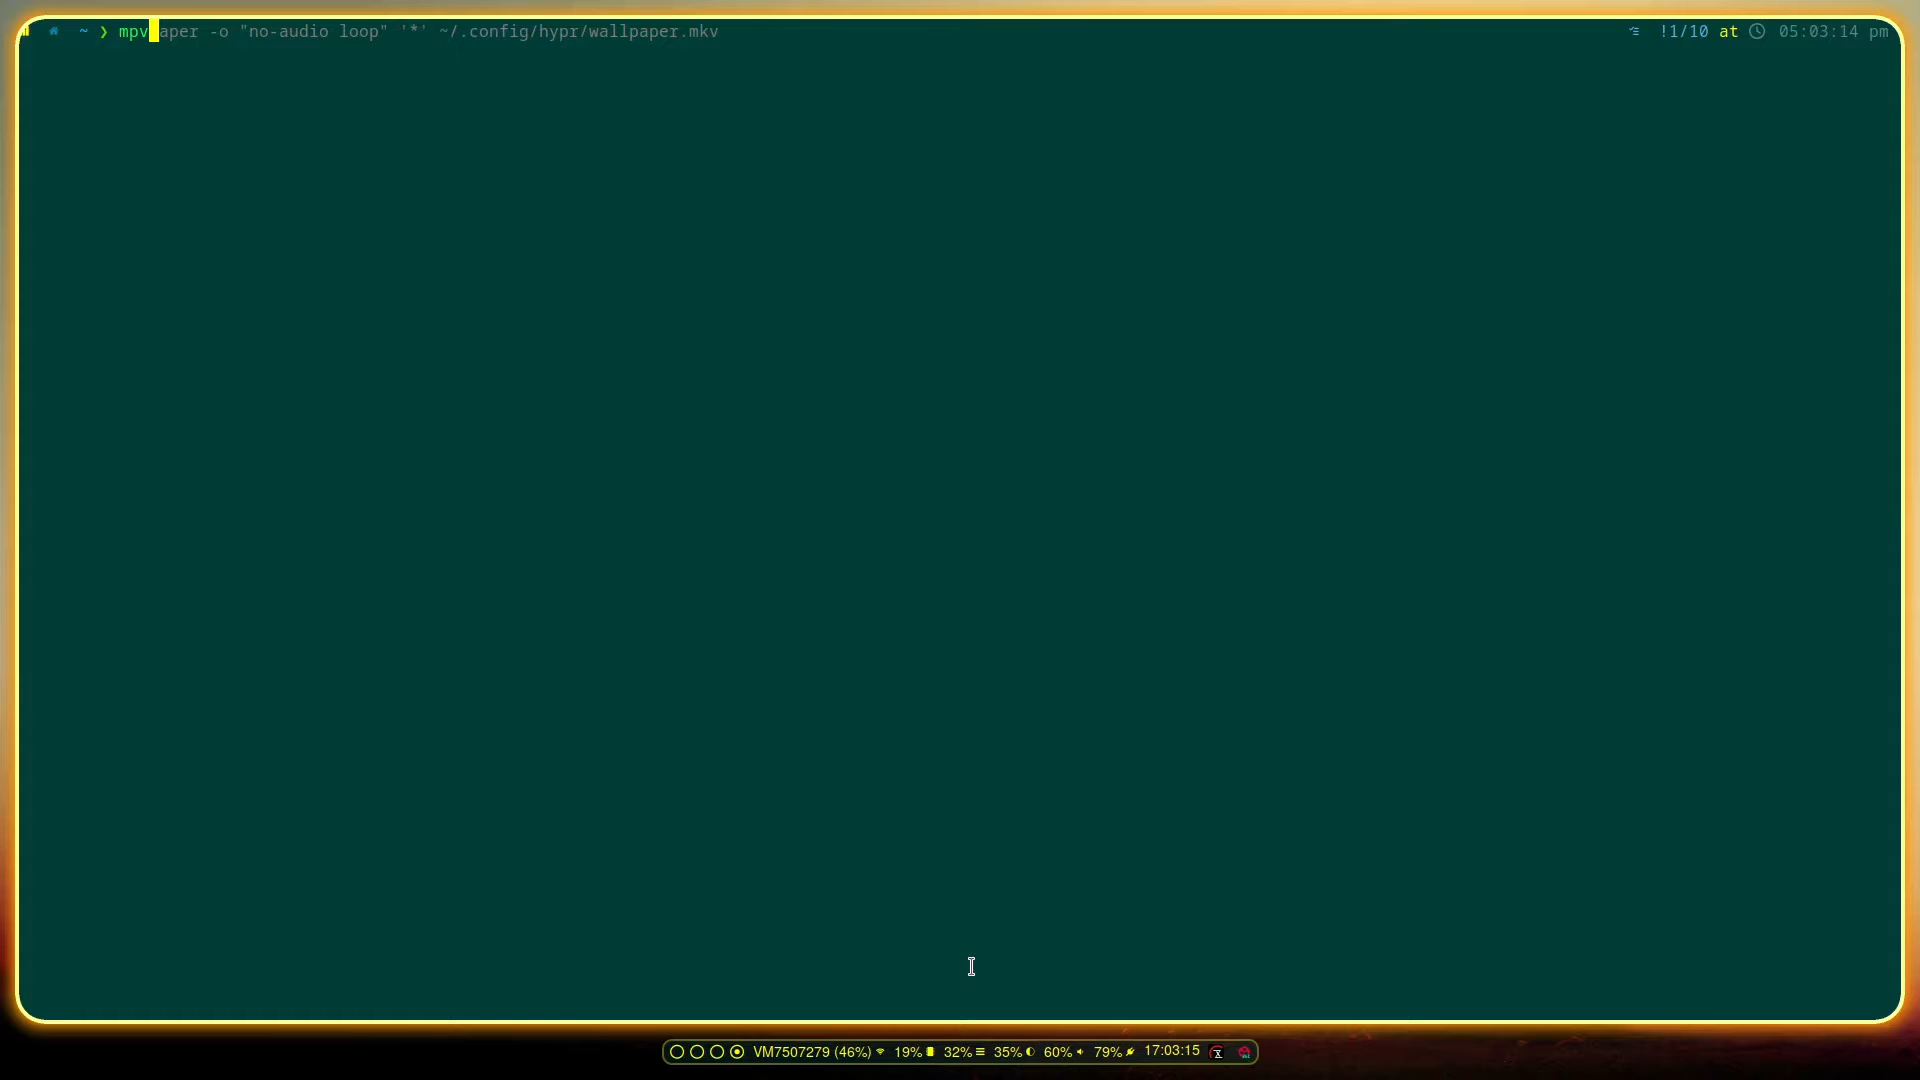 ~ ❯ mpvpaper -o "no-audio loop" '*' ~/.config/hypr/wallpaper.mkv !1/10 at 05:03:14 pm
VM7507279 (46%) 19% 32% 35% 60% 79% 17:03:15